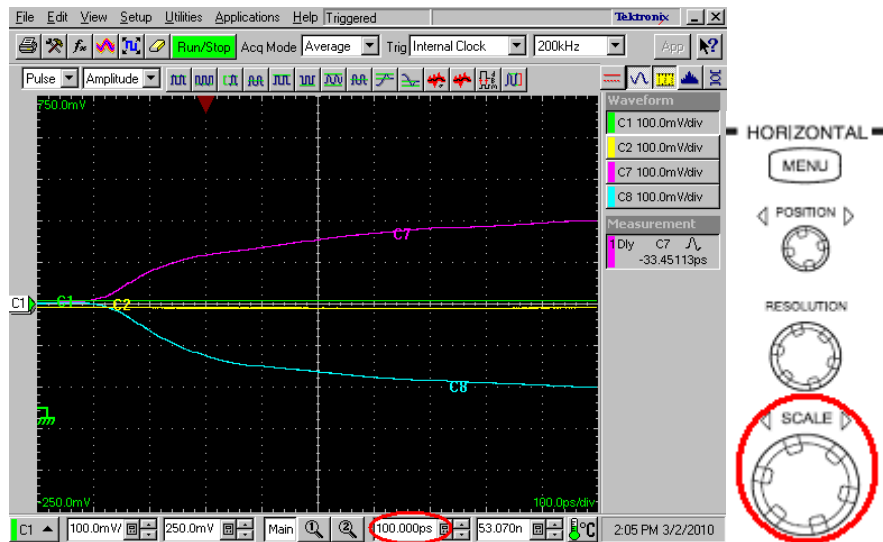 File Edit View Setup Utilities Applications Help Triggered Tektronix
Run/Stop Acq Mode Average Trig Internal Clock 200kHz App
Pulse Amplitude
750.0mV
Waveform
C1 100.0mV/div
C2 100.0mV/div
C7 100.0mV/div
C8 100.0mV/div
Measurement
1 Dly C7
-33.45113ps
C7
C1 C1 C2
C8
-250.0mV 100.0ps/div
C1 100.0mV/ 250.0mV Main 1 2 100.000ps 53.070n °C 2:05 PM 3/2/2010
HORIZONTAL
MENU
POSITION
RESOLUTION
SCALE